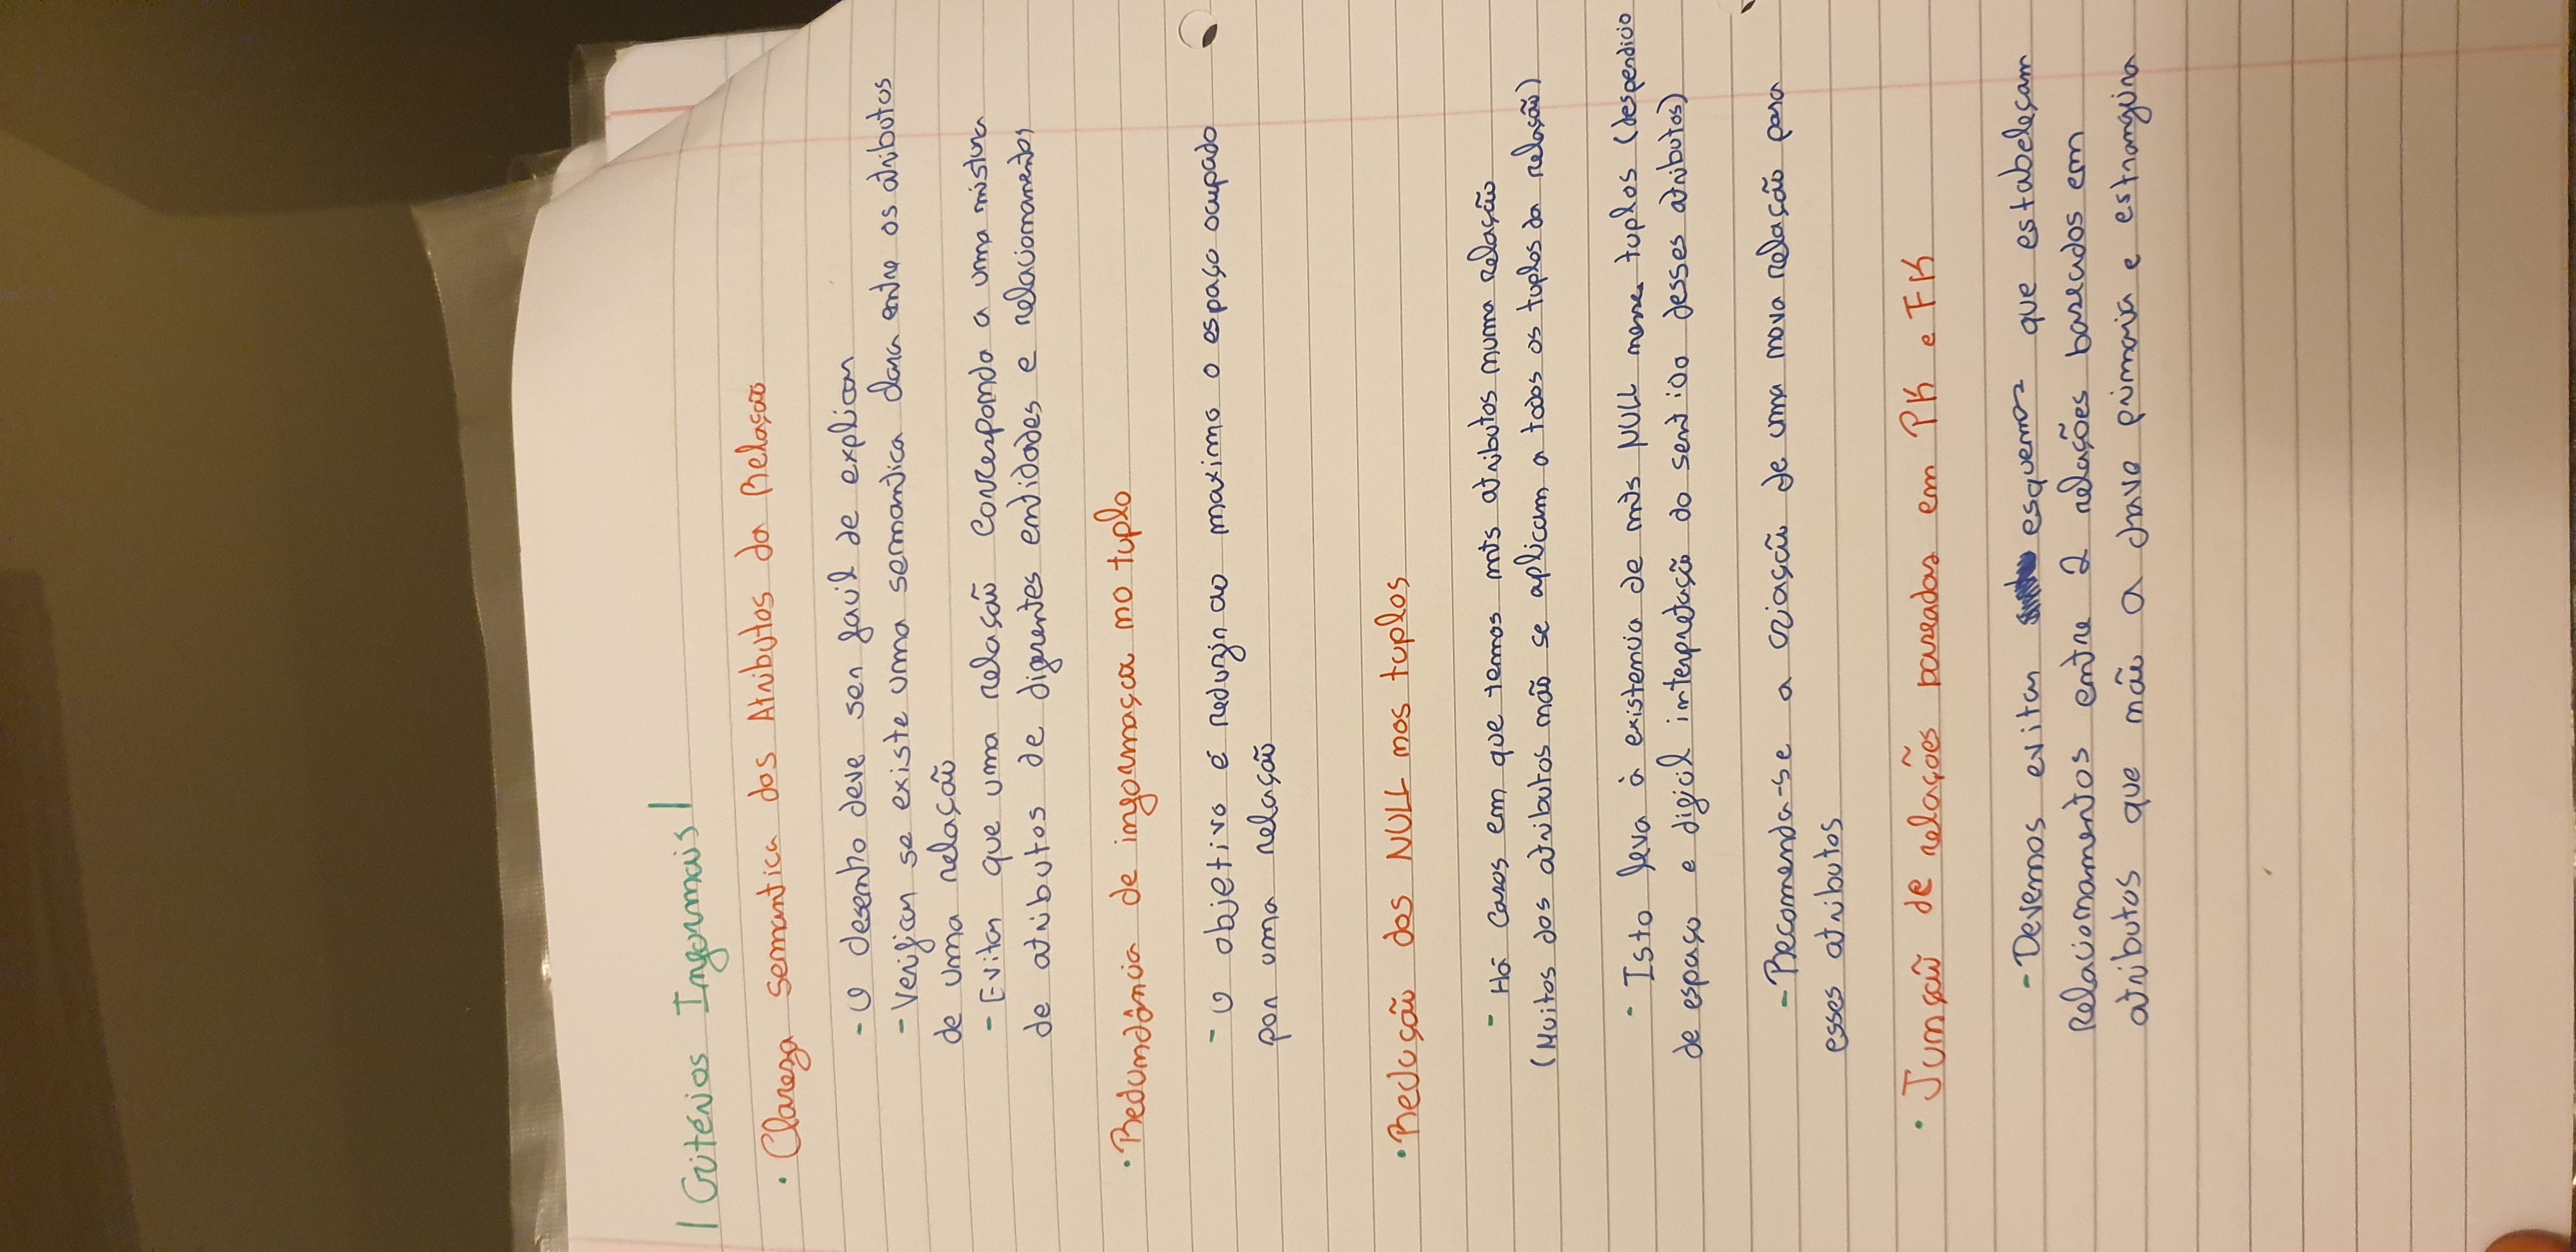 | Critérios Informais |
• Clareza semantica dos Atributos da Relação
- O desenho deve ser facil de explicar
- Verificar se existe uma semantica clara entre os atributos
de uma relação
- Evitar que uma relação corresponda a uma mistura
de atributos de diferentes entidades e relacionamentos
• Redundância de informaçao no tuplo
- O objetivo é reduzir ao maximo o espaço ocupado
por uma relação
• Redução dos NULL nos tuplos
- Há casos em que temos mts atributos numa relação
(Muitos dos atributos não se aplicam a todos os tuplos da relação)
- Isto leva à existencia de mts NULL tuplos (despendicio
de espaço e dificil interpretação do sentido desses atributos)
- Recomenda-se a criação de uma nova relação para
esses atributos
• Junção de relações baseadas em PK e FK
- Devemos evitar esquemas que estabeleçam
relacionamentos entre 2 relações baseados em
atributos que não a chave primaria e estrangeira